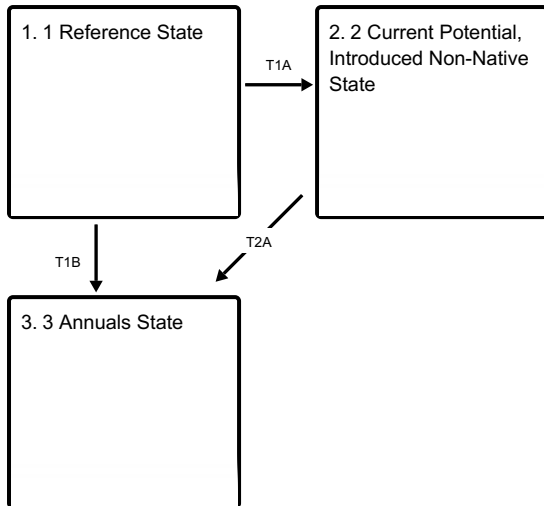 1. 1 Reference State
2. 2 Current Potential,
Introduced Non-Native
State
T1A
T2A
T1B
3. 3 Annuals State